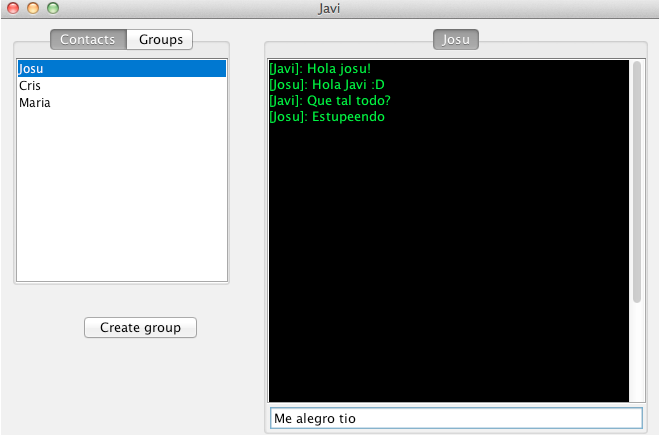 Javi
Contacts Groups
Josu
Cris
Maria
Create group
Josu
[Javi]: Hola josu!
[Josu]: Hola Javi :D
[Javi]: Que tal todo?
[Josu]: Estupeendo
Me alegro tio